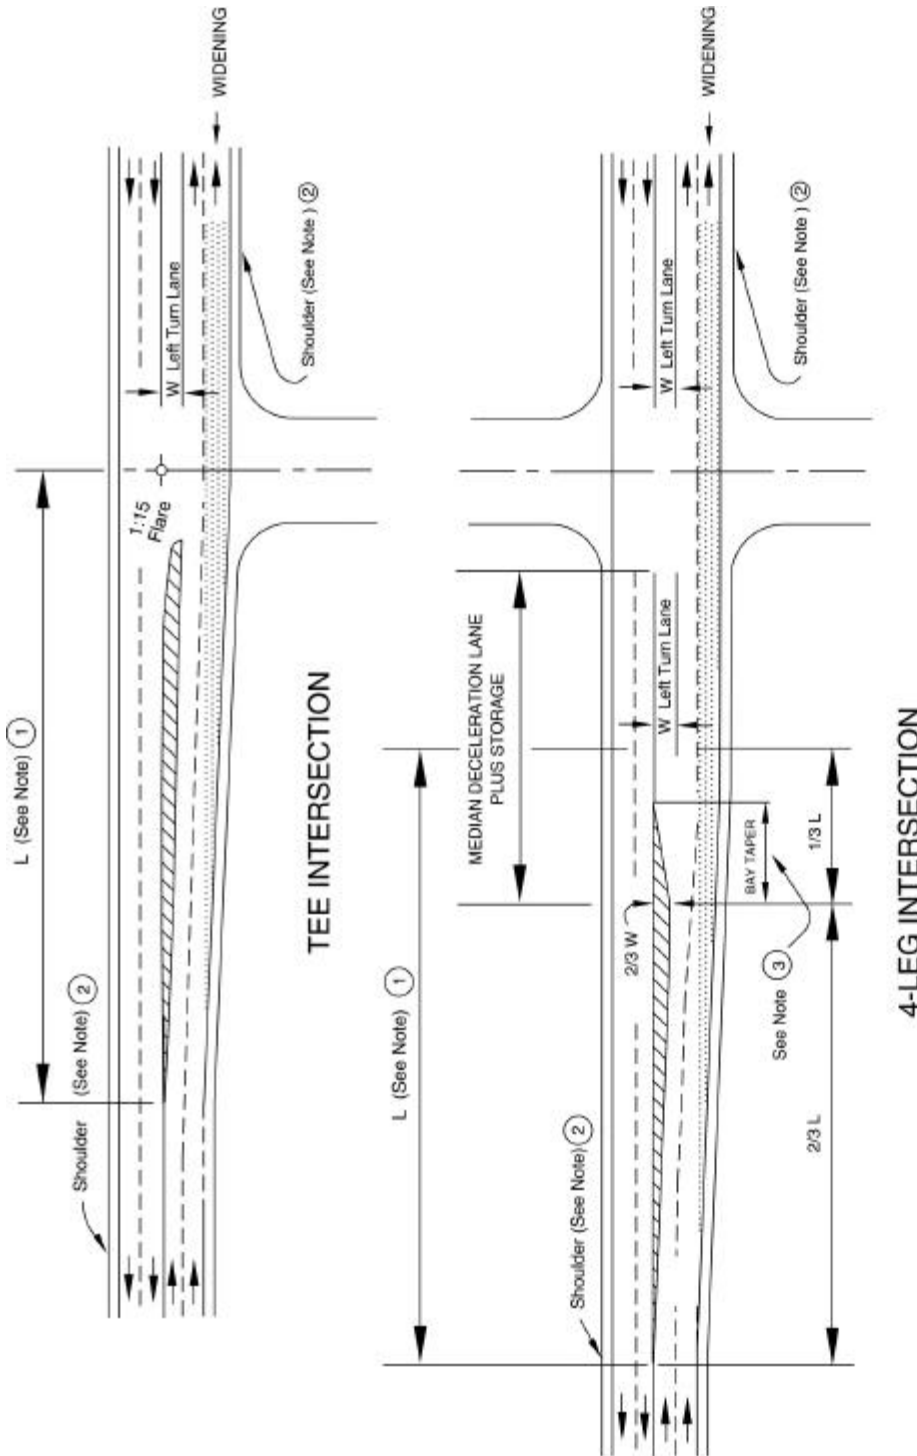 L (See Note) 1
Shoulder (See Note) 2
1:15
Flare
W Left Turn Lane
WIDENING
Shoulder (See Note ) 2
TEE INTERSECTION
L (See Note) 1
MEDIAN DECELERATION LANE
PLUS STORAGE
Shoulder (See Note) 2
2/3 W
W Left Turn Lane
W Left Turn Lane
WIDENING
BAY TAPER
See Note 3
2/3 L
1/3 L
Shoulder (See Note ) 2
4-LEG INTERSECTION